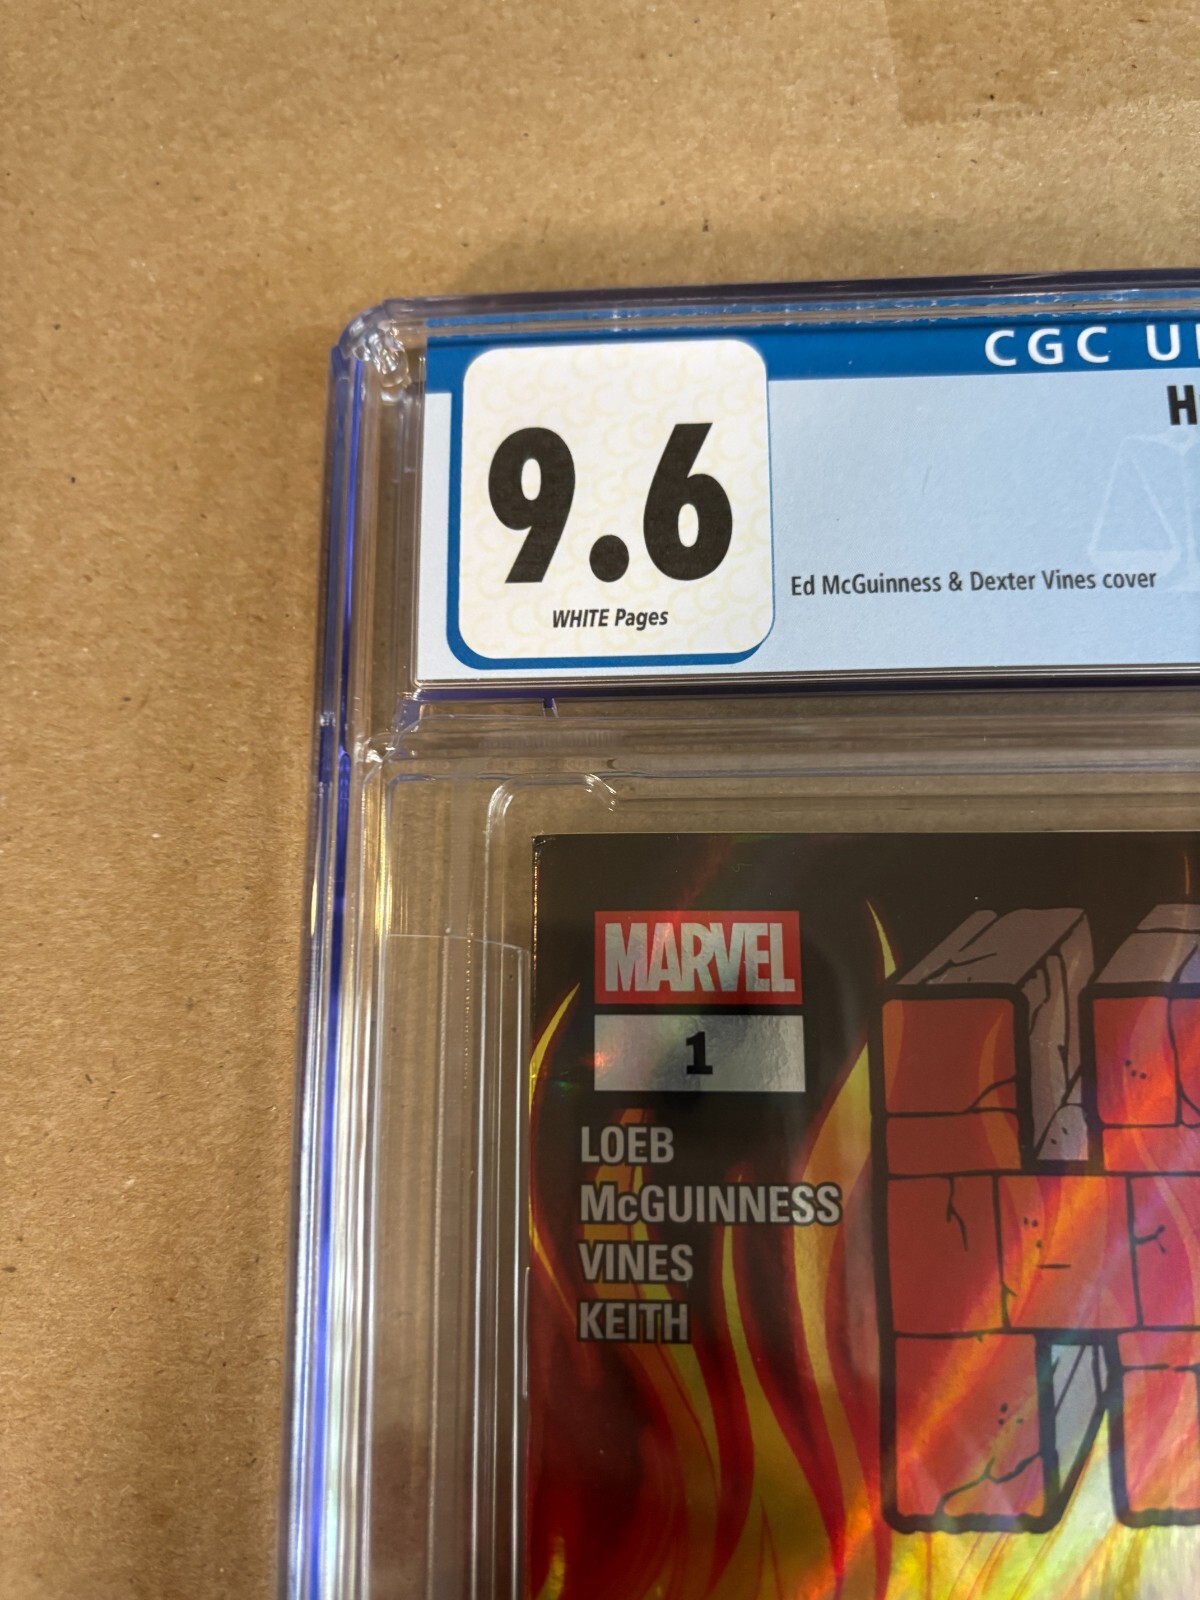 CGC U
H
9.6
WHITE Pages
Ed McGuinness & Dexter Vines cover
MARVEL
1
LOEB
McGUINNESS
VINES
KEITH